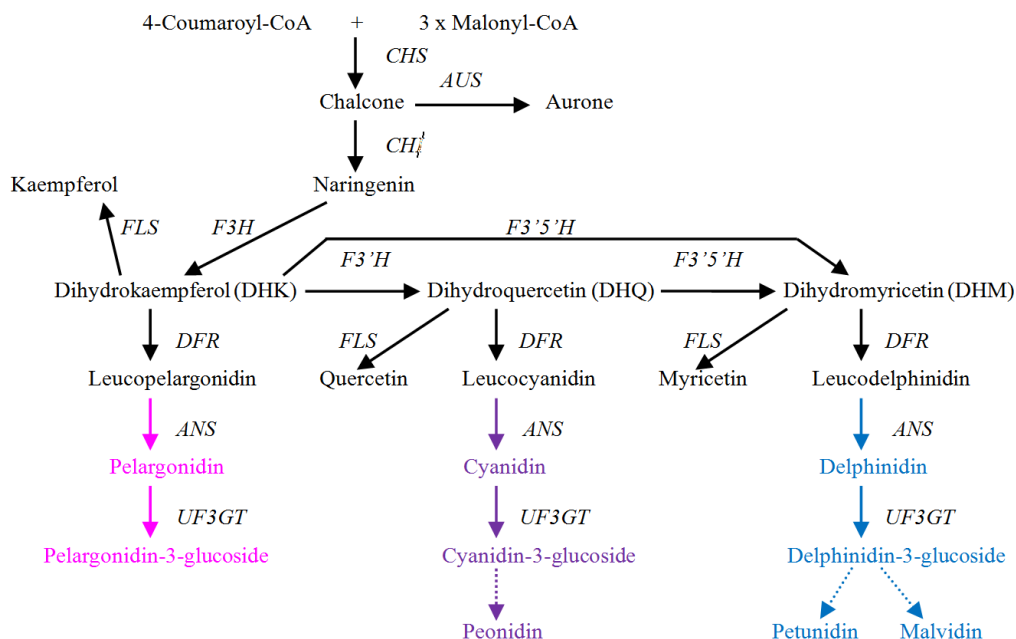 4-Coumaroyl-CoA + 3 x Malonyl-CoA
CHS
AUS
Chalcone Aurone
CHI
Kaempferol Naringenin
FLS F3H F3'5'H
F3'H F3'5'H
Dihydrokaempferol (DHK) Dihydroquercetin (DHQ) Dihydromyricetin (DHM)
DFR FLS DFR FLS DFR
Leucopelargonidin Quercetin Leucocyanidin Myricetin Leucodelphinidin
ANS ANS ANS
Pelargonidin Cyanidin Delphinidin
UF3GT UF3GT UF3GT
Pelargonidin-3-glucoside Cyanidin-3-glucoside Delphinidin-3-glucoside
Peonidin Petunidin Malvidin